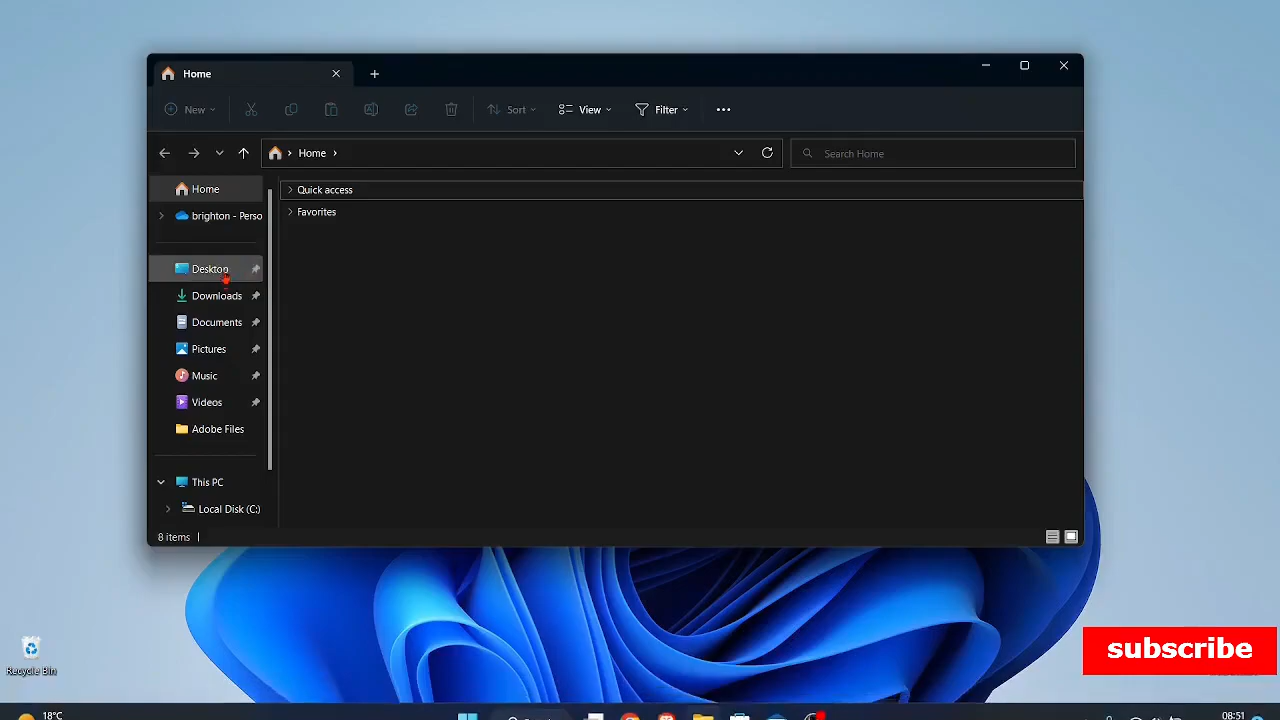 Home
New
Sort
View
Filter
Home
Search Home
Home
brighton - Perso
Desktop
Downloads
Documents
Pictures
Music
Videos
Adobe Files
This PC
Local Disk (C:)
Quick access
Favorites
8 items
Recycle Bin
subscribe
18°C
08:51